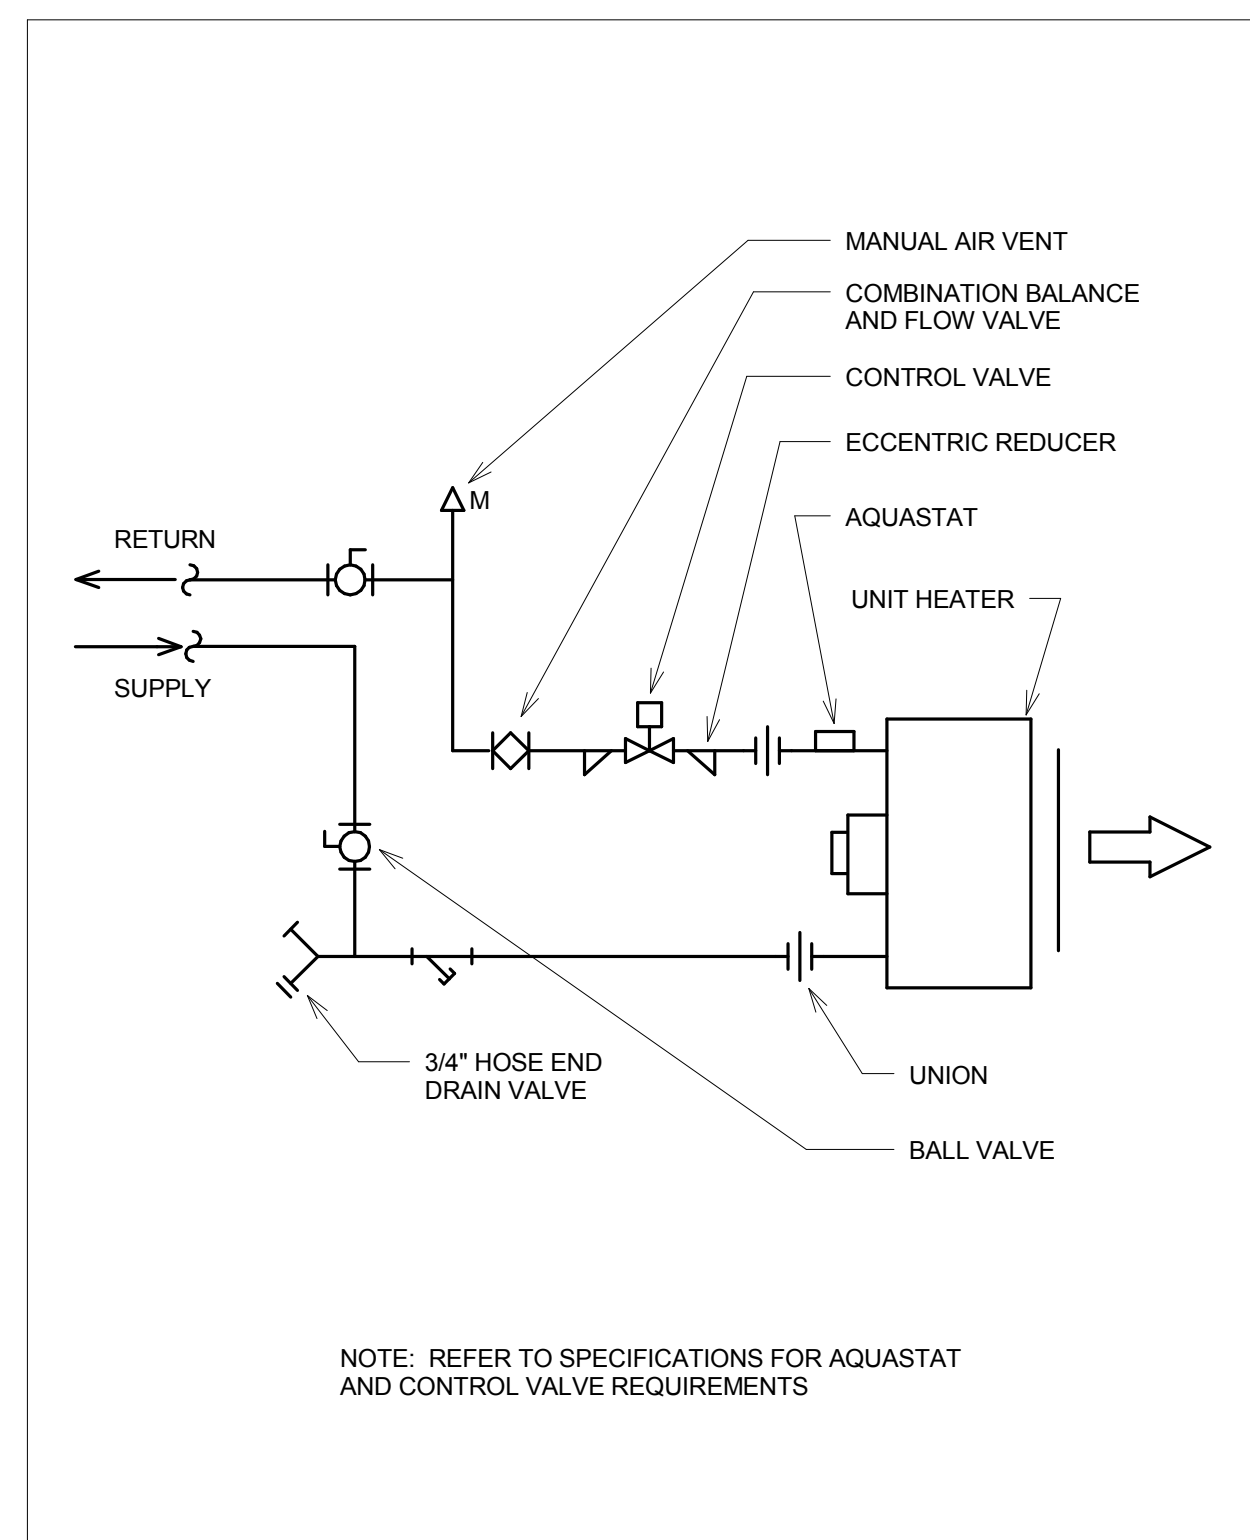 MANUAL AIR VENT
COMBINATION BALANCE
AND FLOW VALVE
CONTROL VALVE
ECCENTRIC REDUCER
M
AQUASTAT
RETURN
UNIT HEATER
SUPPLY
3/4" HOSE END
DRAIN VALVE
UNION
BALL VALVE
NOTE: REFER TO SPECIFICATIONS FOR AQUASTAT
AND CONTROL VALVE REQUIREMENTS